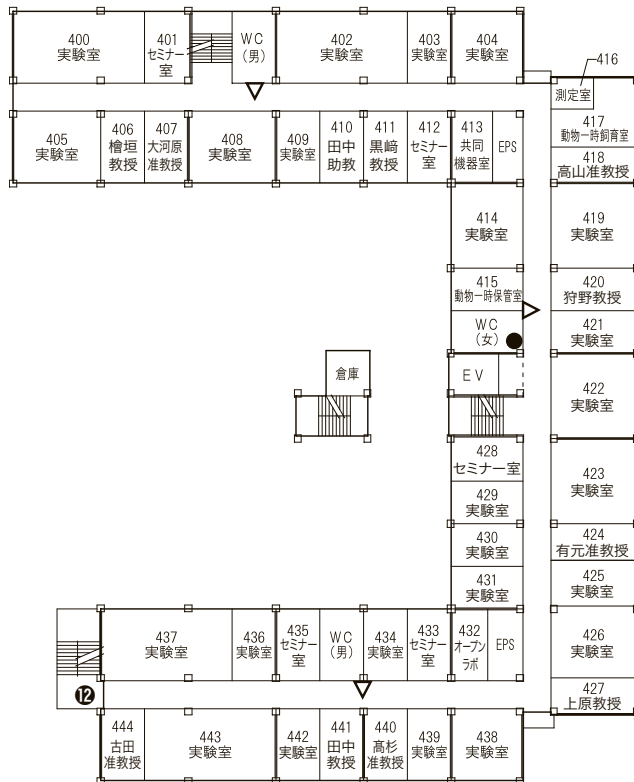 400
実験室
401
セミナー
室
WC
(男)
402
実験室
403
実験室
404
実験室
416
測定室
417
動物一時飼育室
418
高山准教授
405
実験室
406
檜垣
教授
407
大河原
准教授
408
実験室
409
実験室
410
田中
助教
411
黒﨑
教授
412
セミナー
室
413
共同
機器室
EPS
414
実験室
419
実験室
415
動物一時保管室
420
狩野教授
WC
(女)
421
実験室
倉庫
EV
422
実験室
428
セミナー室
423
実験室
429
実験室
430
実験室
424
有元准教授
431
実験室
425
実験室
437
実験室
436
実験室
435
セミナー
室
WC
(男)
434
実験室
433
セミナー
室
432
オープン
ラボ
EPS
426
実験室
427
上原教授
⓬
444
古田
准教授
443
実験室
442
実験室
441
田中
教授
440
髙杉
准教授
439
実験室
438
実験室